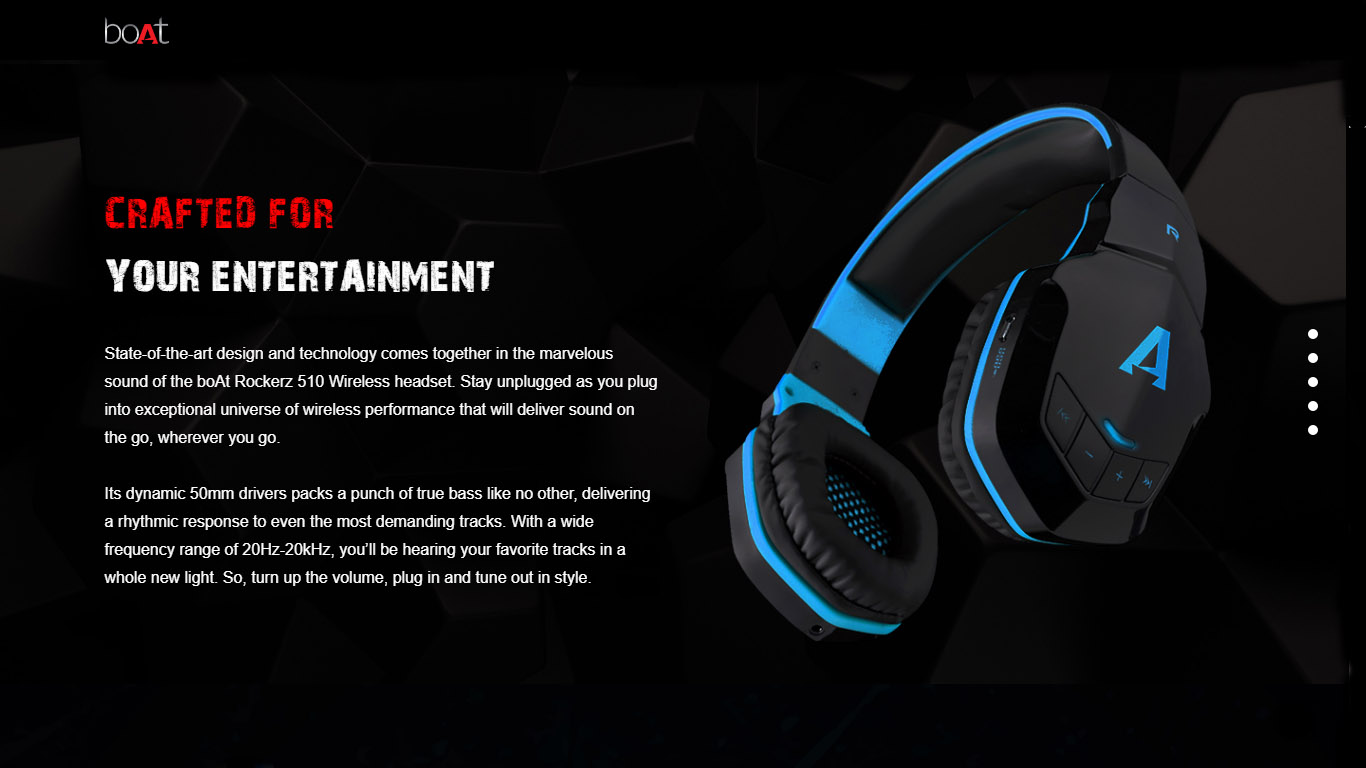 boAt
CRAFTED FOR
YOUR ENTERTAINMENT
State-of-the-art design and technology comes together in the marvelous
sound of the boAt Rockerz 510 Wireless headset. Stay unplugged as you plug
into exceptional universe of wireless performance that will deliver sound on
the go, wherever you go.
Its dynamic 50mm drivers packs a punch of true bass like no other, delivering
a rhythmic response to even the most demanding tracks. With a wide
frequency range of 20Hz-20kHz, you’ll be hearing your favorite tracks in a
whole new light. So, turn up the volume, plug in and tune out in style.
R
A